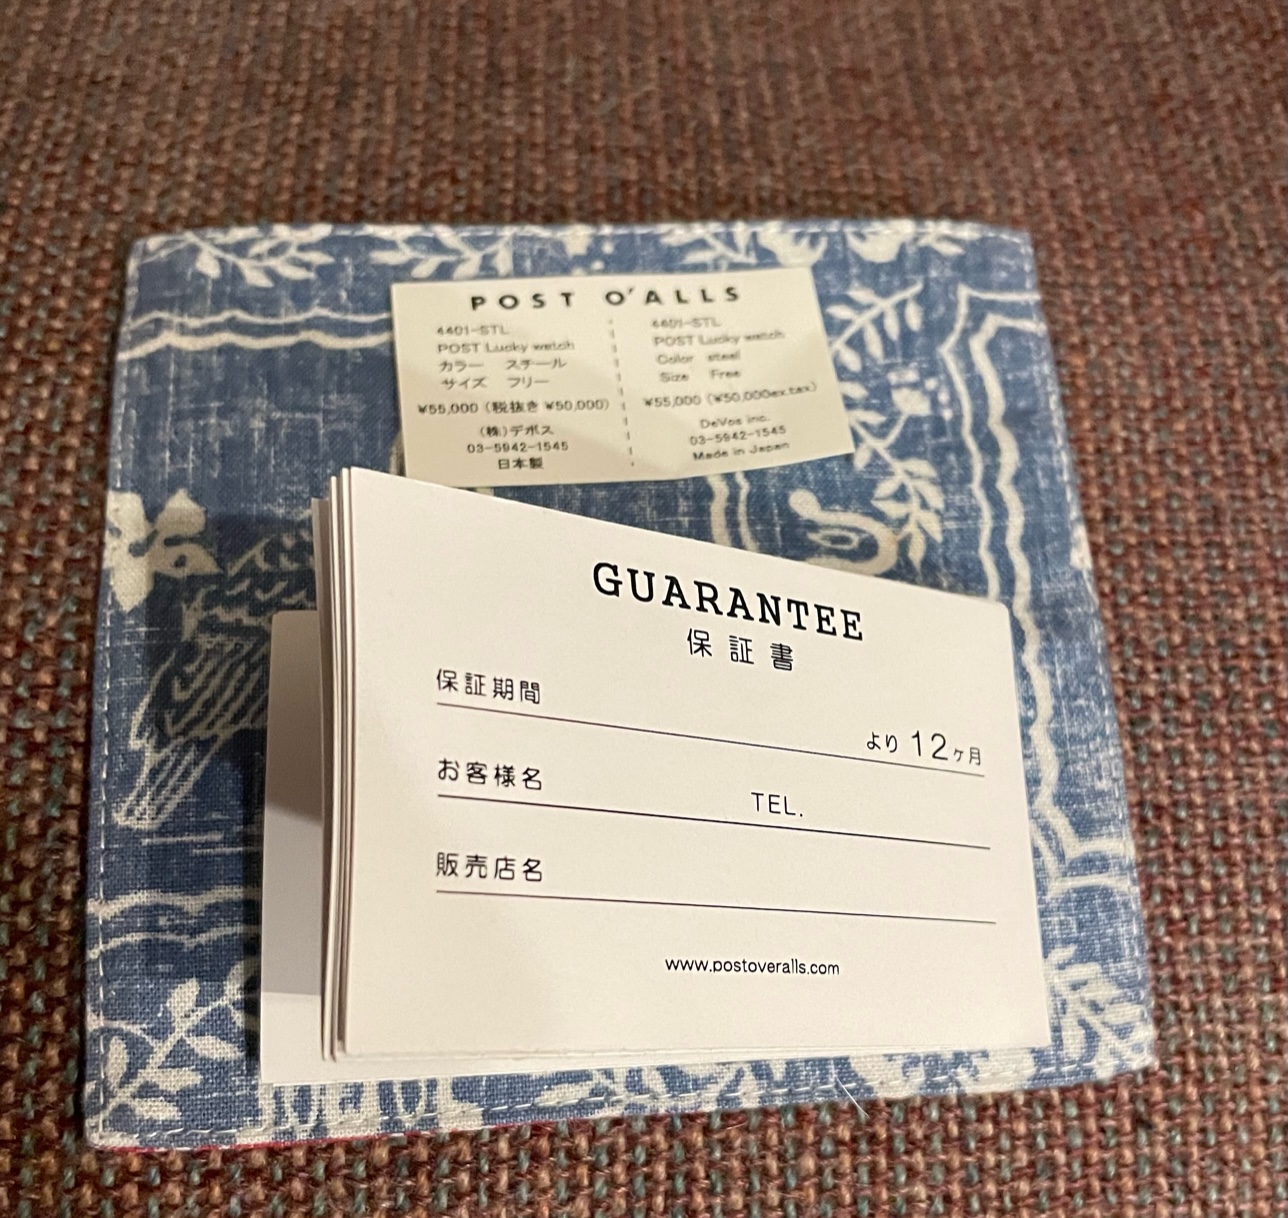 POST O'ALLS
4401-STL
POST Lucky watch
カラー スチール
サイズ フリー
¥55,000 (税抜き ¥50,000)
(株)デボス
03-5942-1545
日本製
4401-STL
POST Lucky watch
Color steel
Size Free
¥55,000 (¥50,000ex.tax)
DeVos inc.
03-5942-1545
Made in Japan
GUARANTEE
保証書
保証期間
より 12ヶ月
お客様名 TEL.
販売店名
www.postoveralls.com